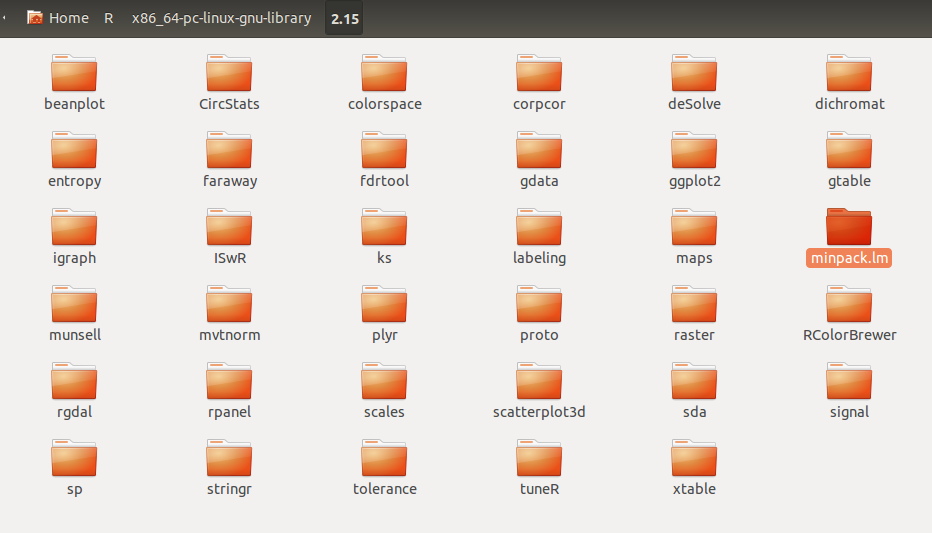 Home R x86_64-pc-linux-gnu-library 2.15
beanplot CircStats colorspace corpcor deSolve dichromat
entropy faraway fdrtool gdata ggplot2 gtable
igraph ISwR ks labeling maps minpack.lm
munsell mvtnorm plyr proto raster RColorBrewer
rgdal rpanel scales scatterplot3d sda signal
sp stringr tolerance tuneR xtable